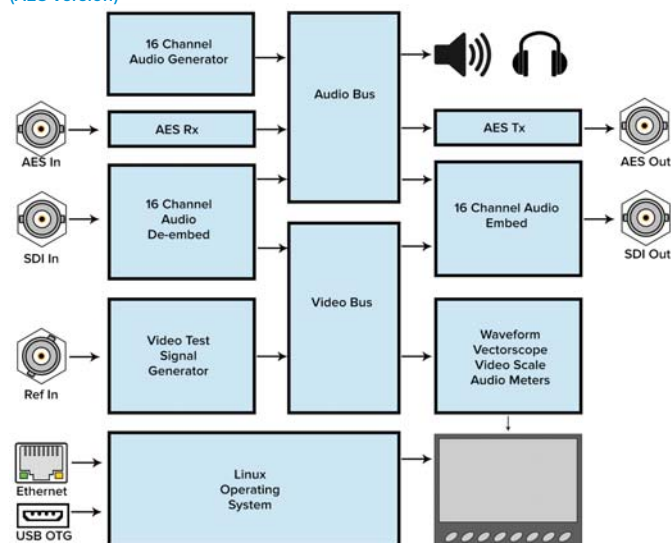 (AES version)
16 Channel
Audio Generator
Audio Bus
AES Rx
AES Tx
AES In
AES Out
16 Channel
Audio
De-embed
16 Channel Audio
Embed
SDI In
SDI Out
Video Bus
Video Test
Signal
Generator
Waveform
Vectorscope
Video Scale
Audio Meters
Ref In
Linux
Operating
System
Ethernet
USB OTG